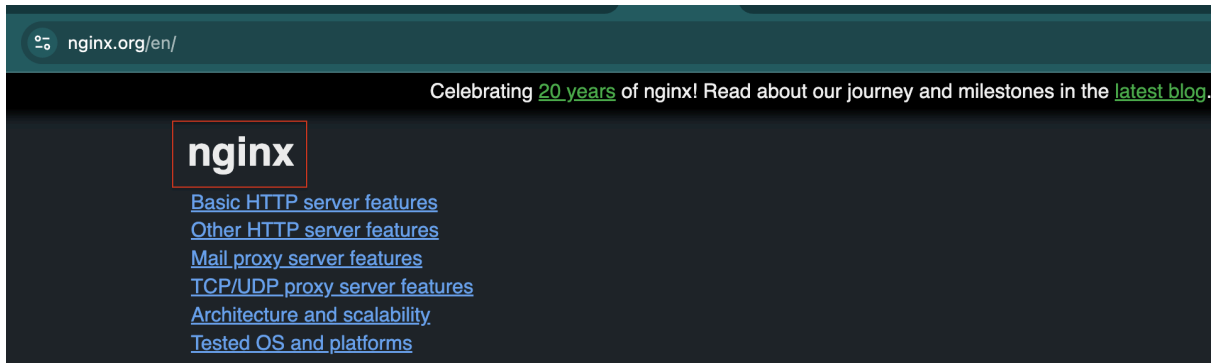 nginx.org/en/
Celebrating 20 years of nginx! Read about our journey and milestones in the latest blog.
nginx
Basic HTTP server features
Other HTTP server features
Mail proxy server features
TCP/UDP proxy server features
Architecture and scalability
Tested OS and platforms